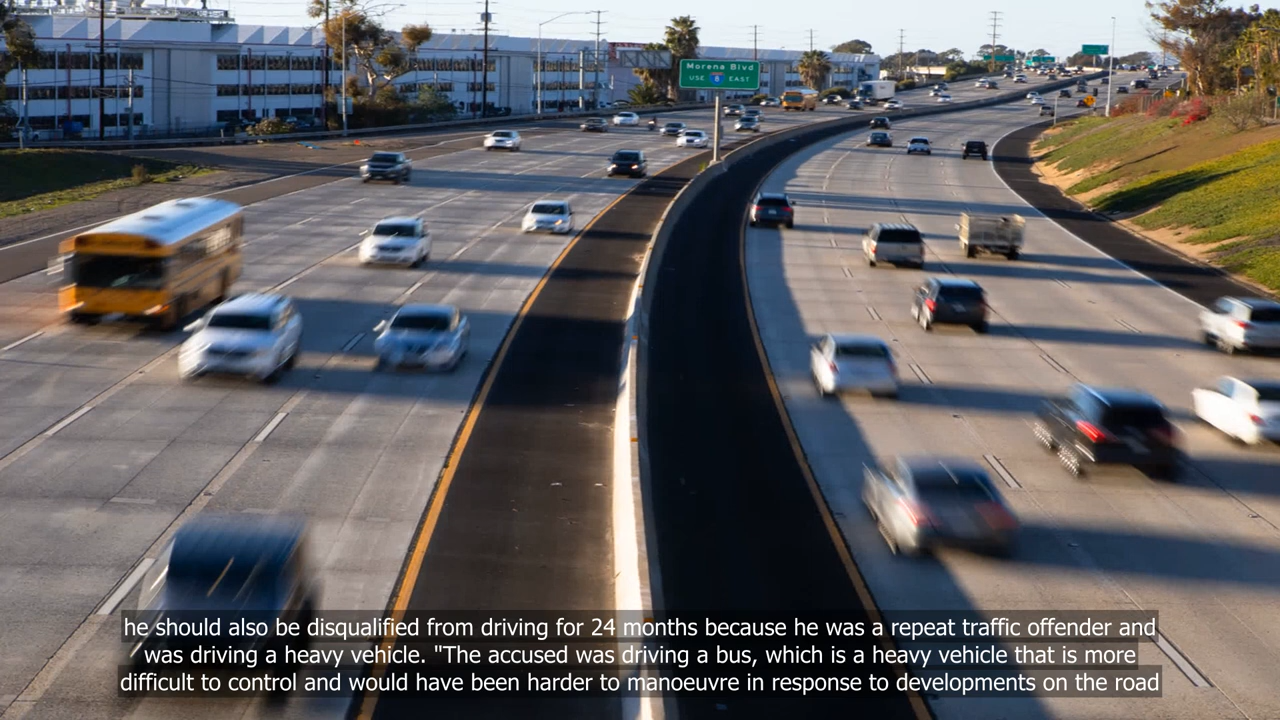 Morena Blvd
USE 8 EAST
he should also be disqualified from driving for 24 months because he was a repeat traffic offender and
was driving a heavy vehicle. "The accused was driving a bus, which is a heavy vehicle that is more
difficult to control and would have been harder to manoeuvre in response to developments on the road